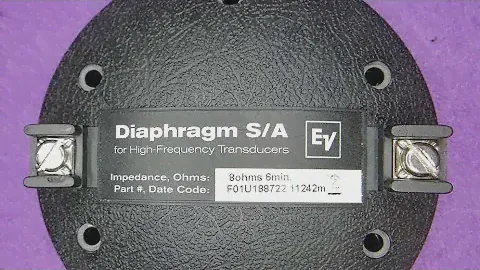 Diaphragm S/A
for High-Frequency Transducers
EV
Impedance, Ohms: 8ohms 6min.
Part #, Date Code: F01U188722 11242m